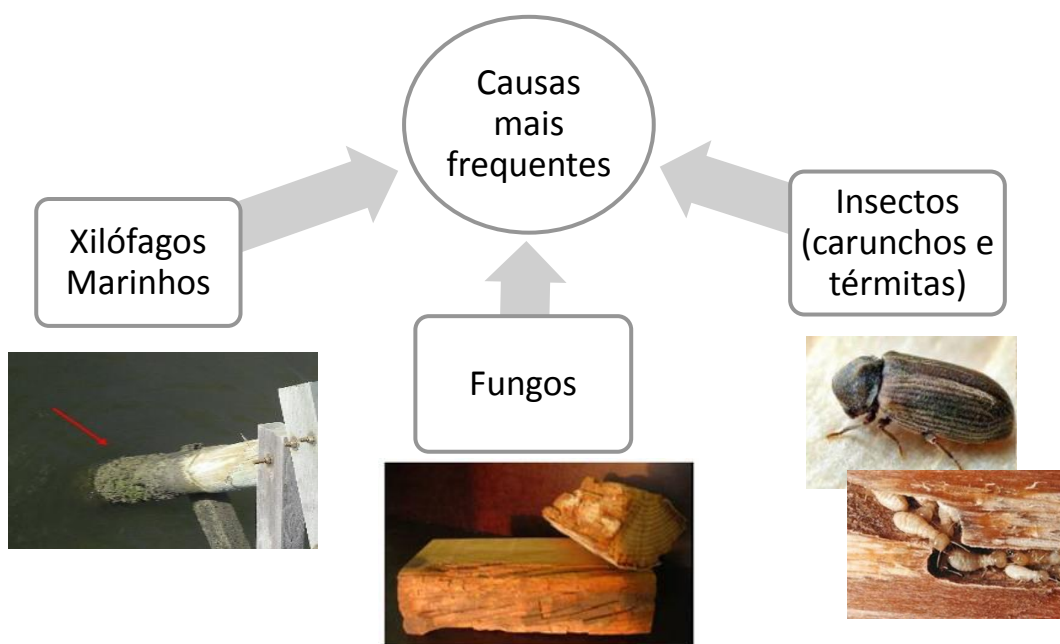 Causas
mais
frequentes
Xilófagos
Marinhos
Insectos
(carunchos e
térmitas)
Fungos